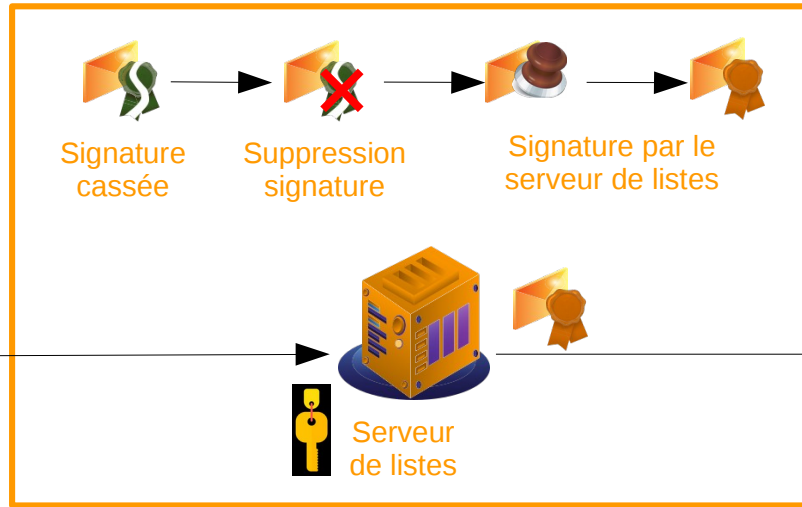 Signature
cassée
Suppression
signature
Signature par le
serveur de listes
Serveur
de listes